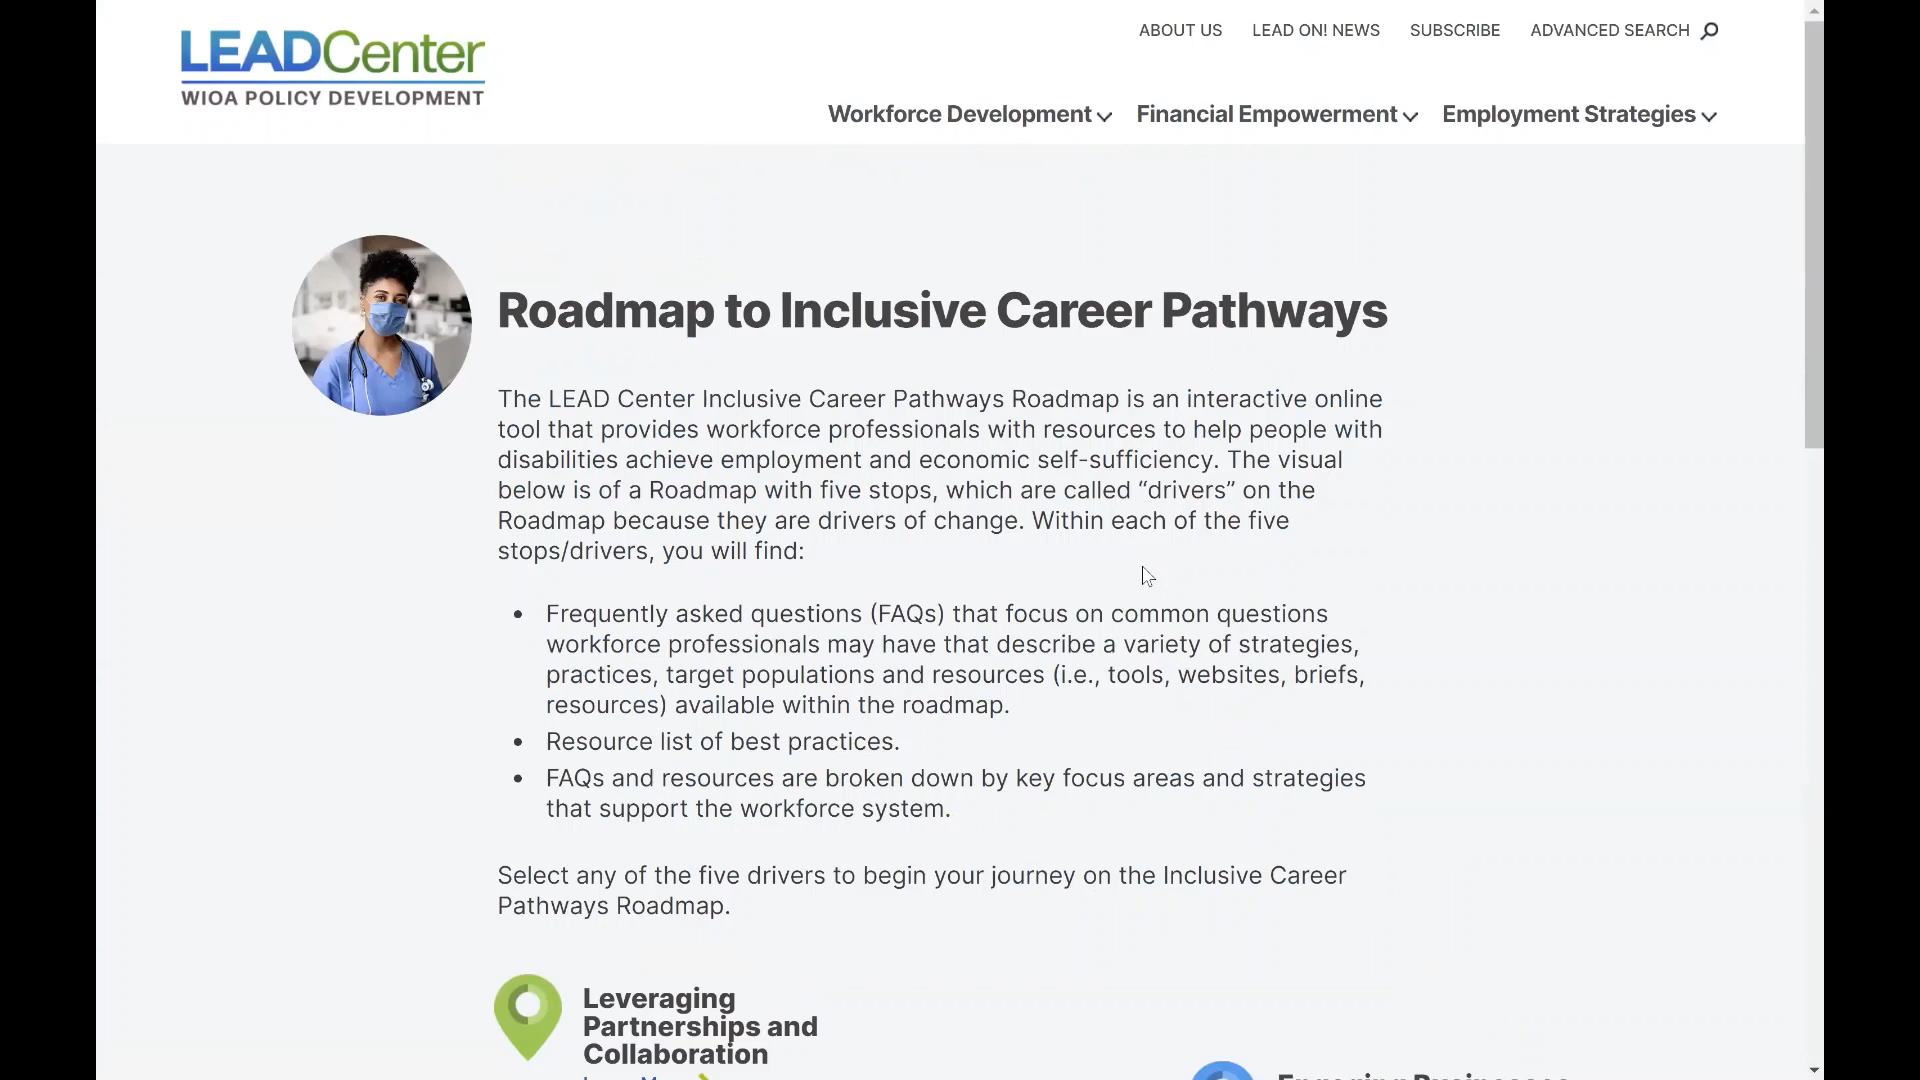 LEADCenter
WIOA POLICY DEVELOPMENT
ABOUT US LEAD ON! NEWS SUBSCRIBE ADVANCED SEARCH
Workforce Development Financial Empowerment Employment Strategies
Roadmap to Inclusive Career Pathways
The LEAD Center Inclusive Career Pathways Roadmap is an interactive online
tool that provides workforce professionals with resources to help people with
disabilities achieve employment and economic self-sufficiency. The visual
below is of a Roadmap with five stops, which are called “drivers” on the
Roadmap because they are drivers of change. Within each of the five
stops/drivers, you will find:
• Frequently asked questions (FAQs) that focus on common questions
workforce professionals may have that describe a variety of strategies,
practices, target populations and resources (i.e., tools, websites, briefs,
resources) available within the roadmap.
• Resource list of best practices.
• FAQs and resources are broken down by key focus areas and strategies
that support the workforce system.
Select any of the five drivers to begin your journey on the Inclusive Career
Pathways Roadmap.
Leveraging
Partnerships and
Collaboration
Engaging Businesses